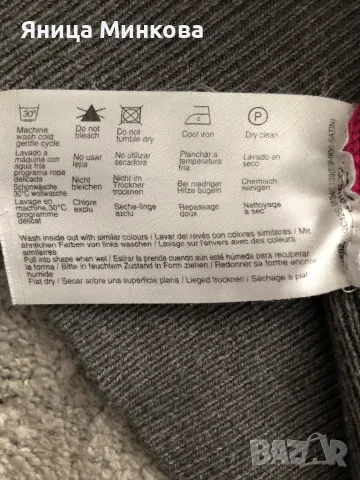 Яница Минкова
30°
P
Machine wash cold gentle cycle
Do not bleach
Do not tumble dry
Cool iron
Dry clean
Lavado a máquina con agua fría programa ropa delicada
No usar lejía
No utilizar secadora
Planchar a temperatura fría
Lavado en seco
Schonwäsche 30°C wollwäsche
Nicht bleichen
Nicht im Trockner trocknen
Bei niedriger Hitze bugeln
Chemisch reinigen
Lavage en machine, 30°C programme délicat
Chlore exclu
Sèche-linge exclu
Repassage doux
Nettoyage à sec
Wash inside out with similar colours / Lavar del revés con colores similares / Mit
ähnlichen Farben von links waschen / Lavage sur l'envers avec des colours
similaires
Pull into shape when wet / Estirar la prenda cuando aún esté húmeda para recuperar
la forma / Bitte in feuchtem Zustand in Form ziehen / Redonner sa forme encore
humide
Flat dry / Secar sobre una superficie plana / Liegend trocknen / Séchage à plat
BAZAR